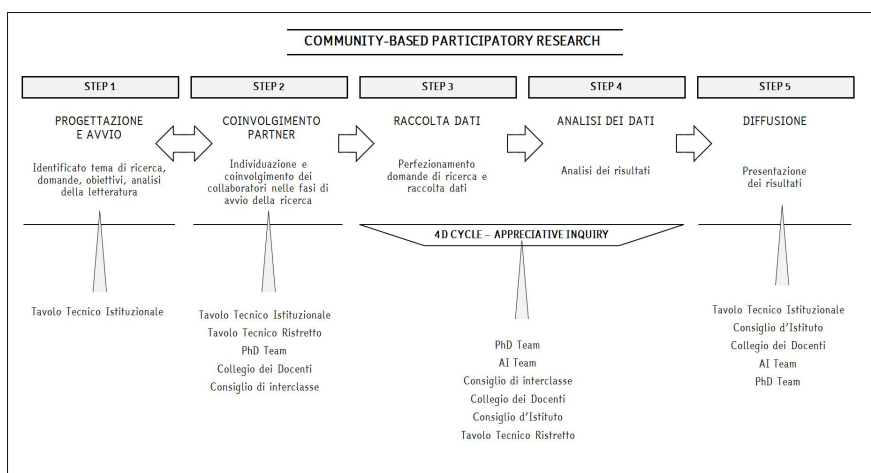 COMMUNITY-BASED PARTICIPATORY RESEARCH
STEP 1
PROGETTAZIONE
E AVVIO
Identificato tema di ricerca,
domande, obiettivi, analisi
della letteratura
Tavolo Tecnico Istituzionale
STEP 2
COINVOLGIMENTO
PARTNER
Individuazione e
coinvolgimento dei
collaboratori nelle fasi di
avvio della ricerca
Tavolo Tecnico Istituzionale
Tavolo Tecnico Ristretto
PhD Team
Collegio dei Docenti
Consiglio di interclasse
STEP 3
RACCOLTA DATI
Perfezionamento
domande di ricerca e
raccolta dati
STEP 4
ANALISI DEI DATI
Analisi dei risultati
4D CYCLE – APPRECIATIVE INQUIRY
PhD Team
AI Team
Consiglio di interclasse
Collegio dei Docenti
Consiglio d'Istituto
Tavolo Tecnico Ristretto
STEP 5
DIFFUSIONE
Presentazione
dei risultati
Tavolo Tecnico Istituzionale
Consiglio d'Istituto
Collegio dei Docenti
AI Team
PhD Team